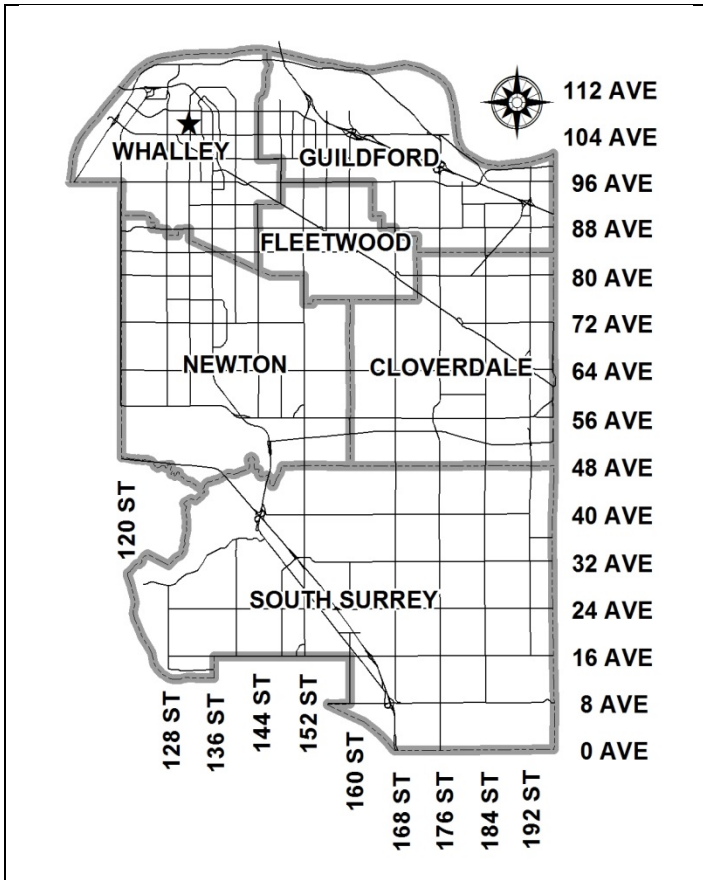 112 AVE
104 AVE
WHALLEY
GUILDFORD
96 AVE
88 AVE
FLEETWOOD
80 AVE
72 AVE
NEWTON
CLOVERDALE
64 AVE
56 AVE
48 AVE
120 ST
40 AVE
32 AVE
SOUTH SURREY
24 AVE
16 AVE
8 AVE
0 AVE
128 ST
136 ST
144 ST
152 ST
160 ST
168 ST
176 ST
184 ST
192 ST